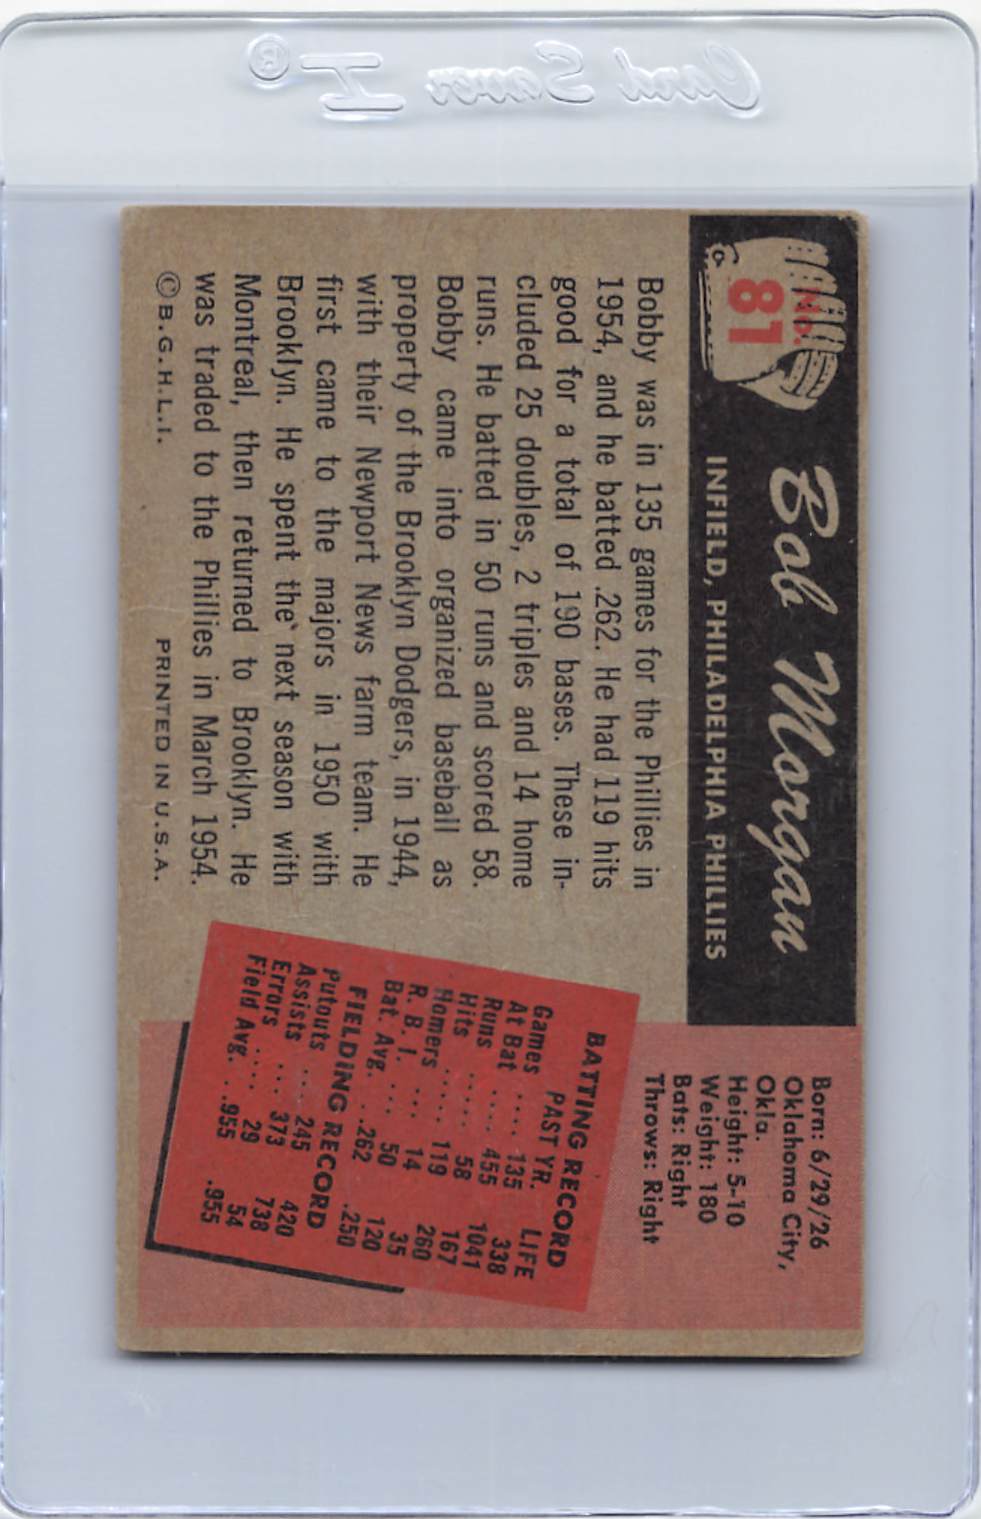 Card Saver I®
No.
81
Bob Morgan
INFIELD, PHILADELPHIA PHILLIES
Bobby was in 135 games for the Phillies in
1954, and he batted .262. He had 119 hits
good for a total of 190 bases. These in-
cluded 25 doubles, 2 triples and 14 home
runs. He batted in 50 runs and scored 58.
Bobby came into organized baseball as
property of the Brooklyn Dodgers, in 1944,
with their Newport News farm team. He
first came to the majors in 1950 with
Brooklyn. He spent the next season with
Montreal, then returned to Brooklyn. He
was traded to the Phillies in March 1954.
© B.G.H.L.I. PRINTED IN U.S.A.
Born: 6/29/26
Oklahoma City,
Okla.
Height: 5-10
Weight: 180
Bats: Right
Throws: Right
BATTING RECORD
PAST YR. LIFE
Games .... 135 338
At Bat .... 455 1041
Runs ..... 58 167
Hits ..... 119 260
Homers ... 14 35
R. B. I. ... 50 120
Bat. Avg. ..262 .250
FIELDING RECORD
Putouts .. 245 420
Assists ... 373 738
Errors .... 29 54
Field Avg. ..955 .955